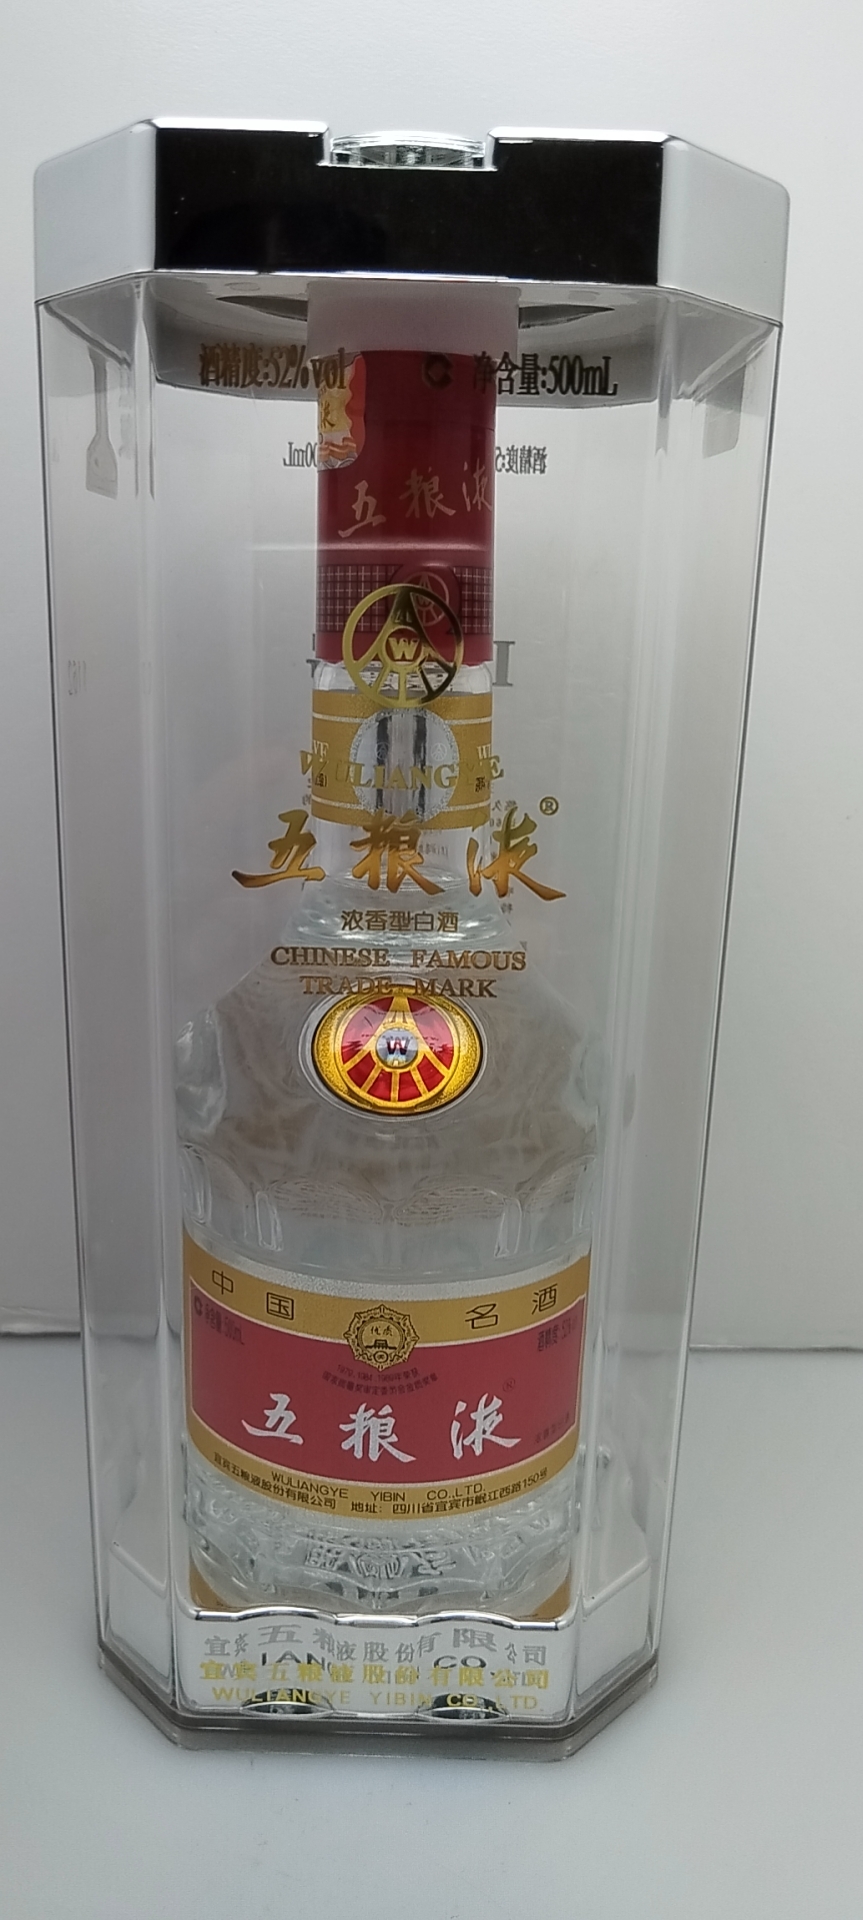 酒精度:52%vol
C 净含量:500mL
五粮液
W
WULIANGYE
五粮液®
浓香型白酒
CHINESE FAMOUS
TRADE MARK
W
中国名酒
优质
五粮液®
WULIANGYE YIBIN CO.,LTD.
宜宾五粮液股份有限公司 地址：四川省宜宾市岷江西路150号
宜宾五粮液股份有限公司
WULIANGYE YIBIN CO.,LTD.